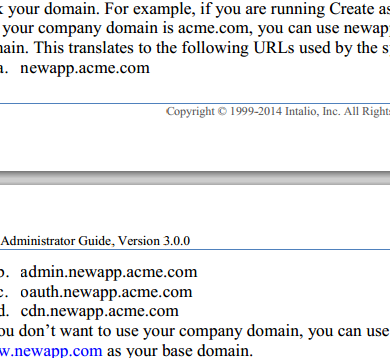 your domain. For example, if you are running Create as
your company domain is acme.com, you can use newapp
This translates to the following URLs used by the
newapp.acme.com
Copyright © 1999-2014 Intalio, Inc. All Rights
Administrator Guide, Version 3.0.0
admin.newapp.acme.com
c. oauth.newapp.acme.com
d. cdn.newapp.acme.com
you don't want to use your company domain, you can use
newapp.com as your base domain.